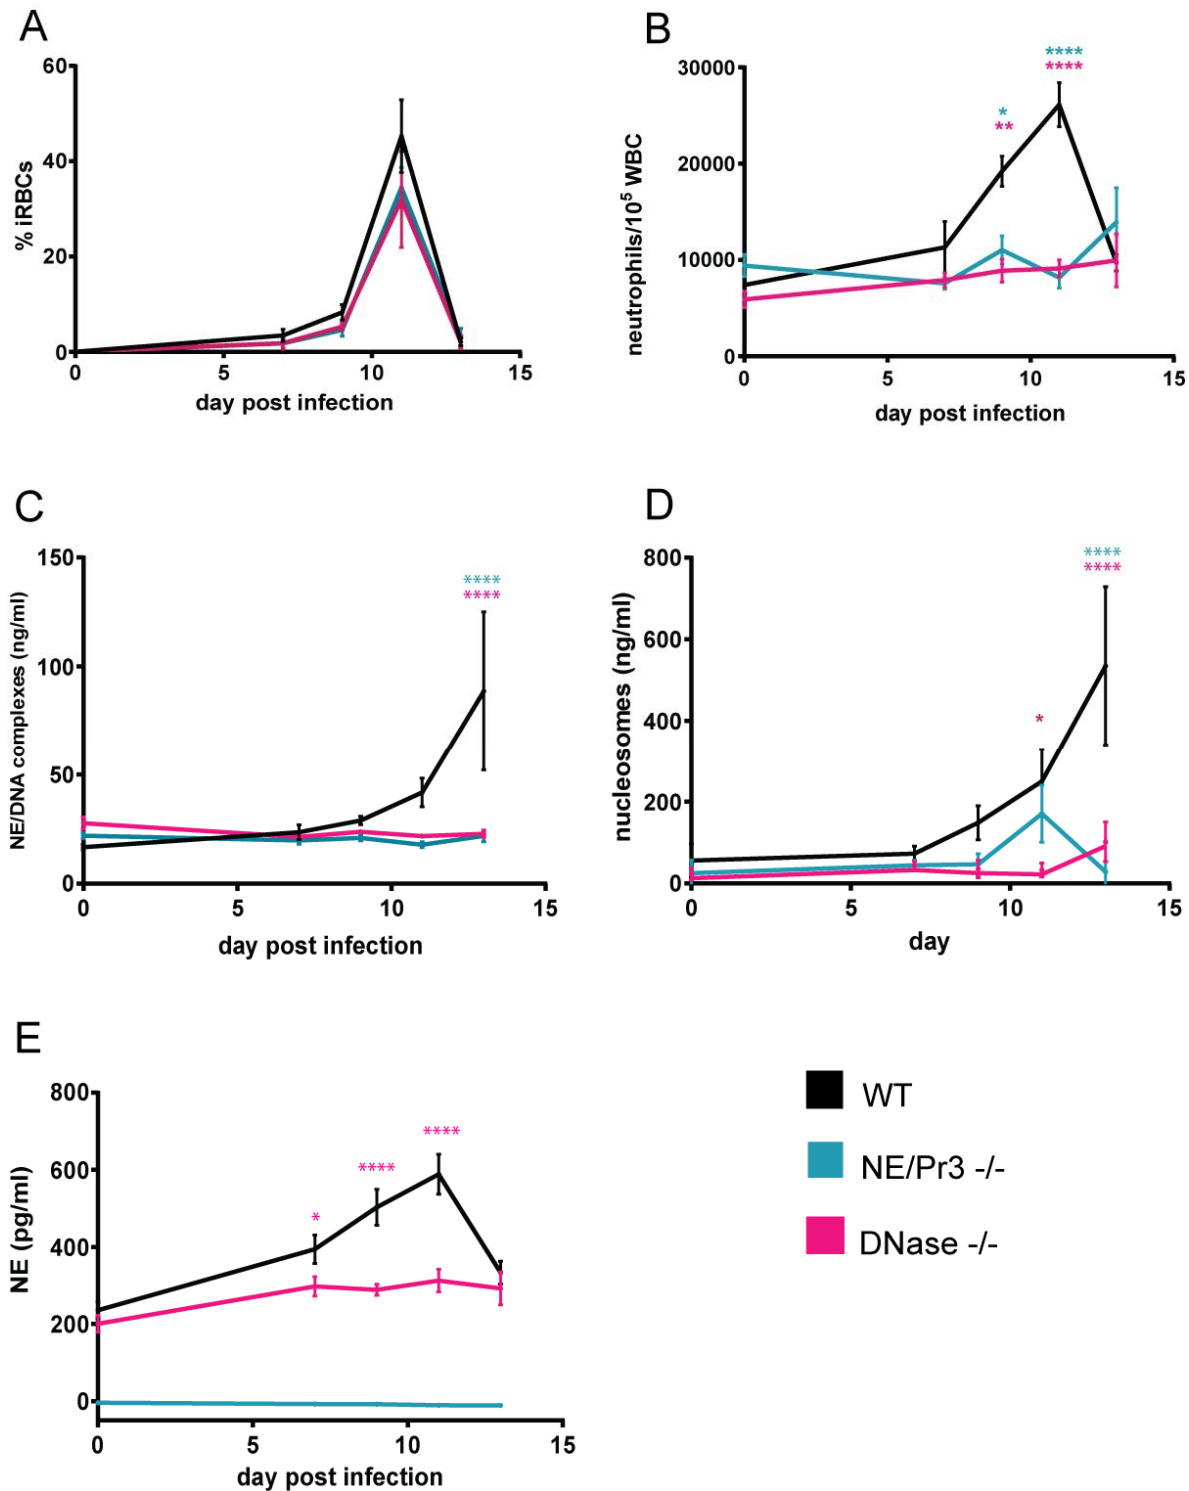 A
60
40
20
0
% iRBCs
0 5 10 15
day post infection
B
****
****
*
**
30000
20000
10000
0
neutrophils/10⁵ WBC
0 5 10 15
day post infection
C
150
100
50
0
NE/DNA complexes (ng/ml)
****
****
0 5 10 15
day post infection
D
800
600
400
200
0
nucleosomes (ng/ml)
****
****
*
0 5 10 15
day
E
800
600
400
200
0
NE (pg/ml)
****
****
*
0 5 10 15
day post infection
WT
NE/Pr3 -/-
DNase -/-